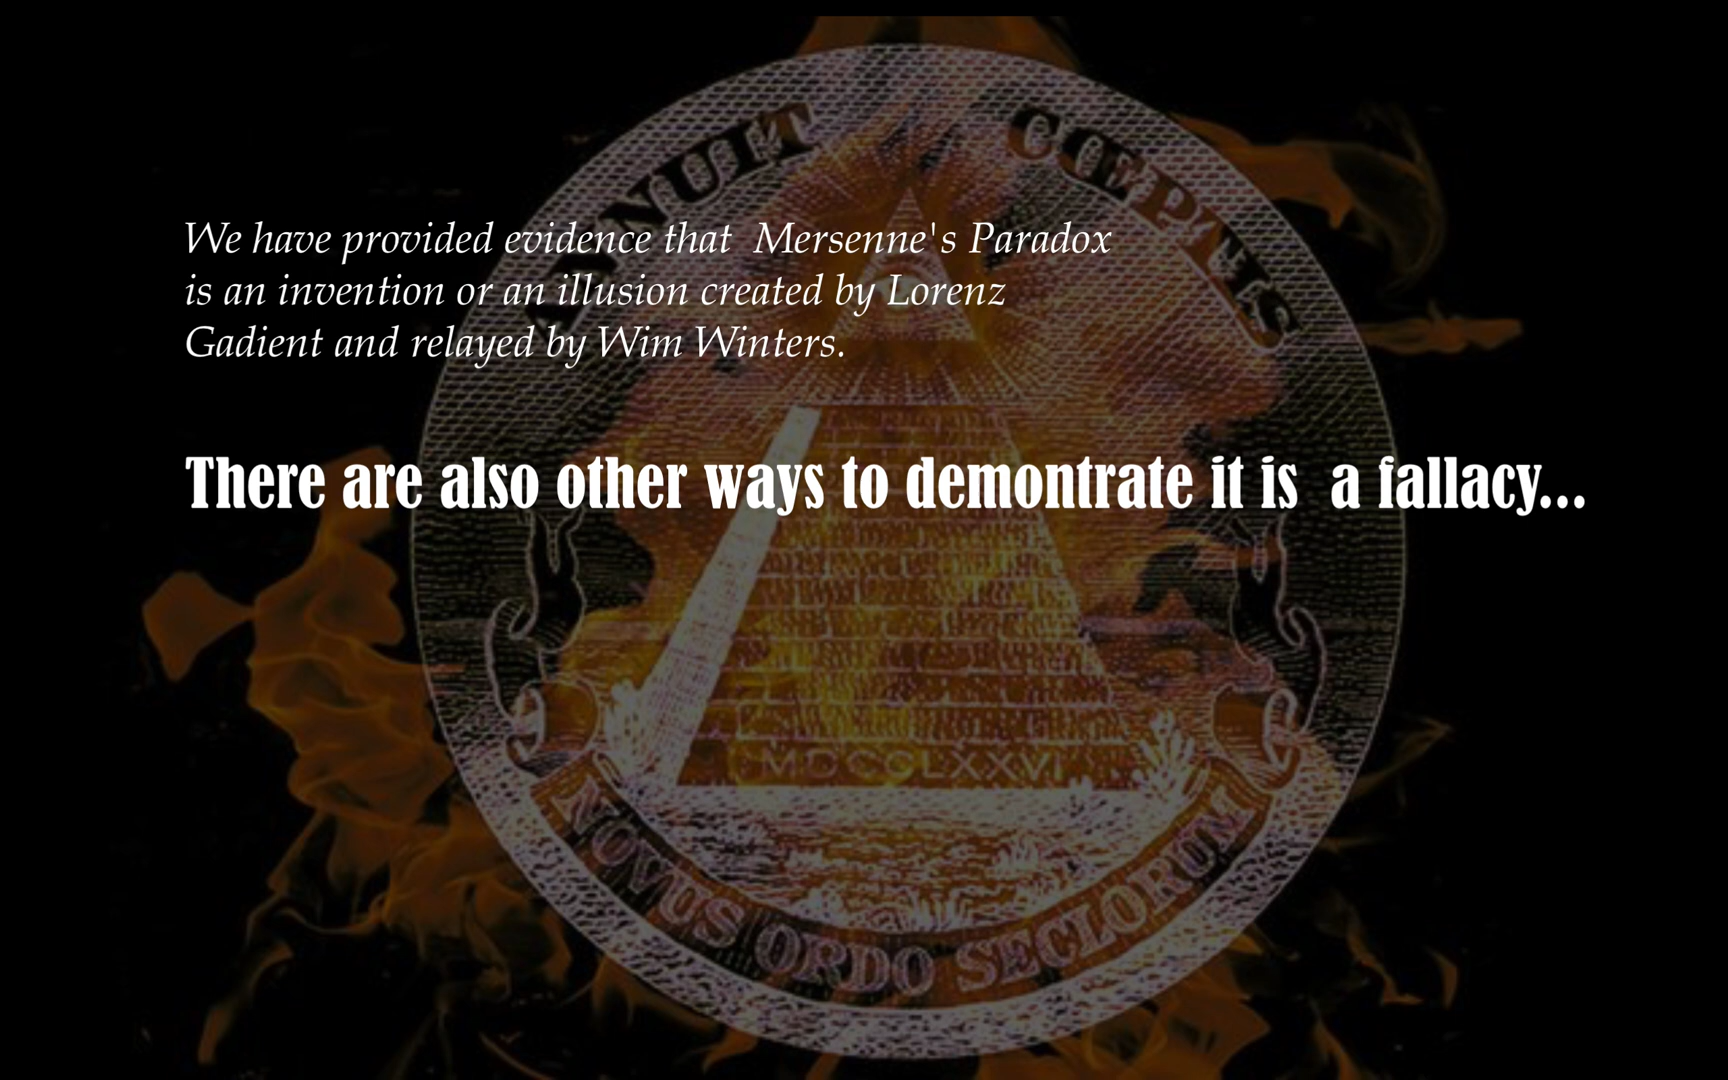 ANNUIT CŒPTUS
We have provided evidence that  Mersenne's Paradox
is an invention or an illusion created by Lorenz
Gadient and relayed by Wim Winters.
There are also other ways to demontrate it is  a fallacy...
MDCCLXXVI
NOVUS ORDO SECLORUM